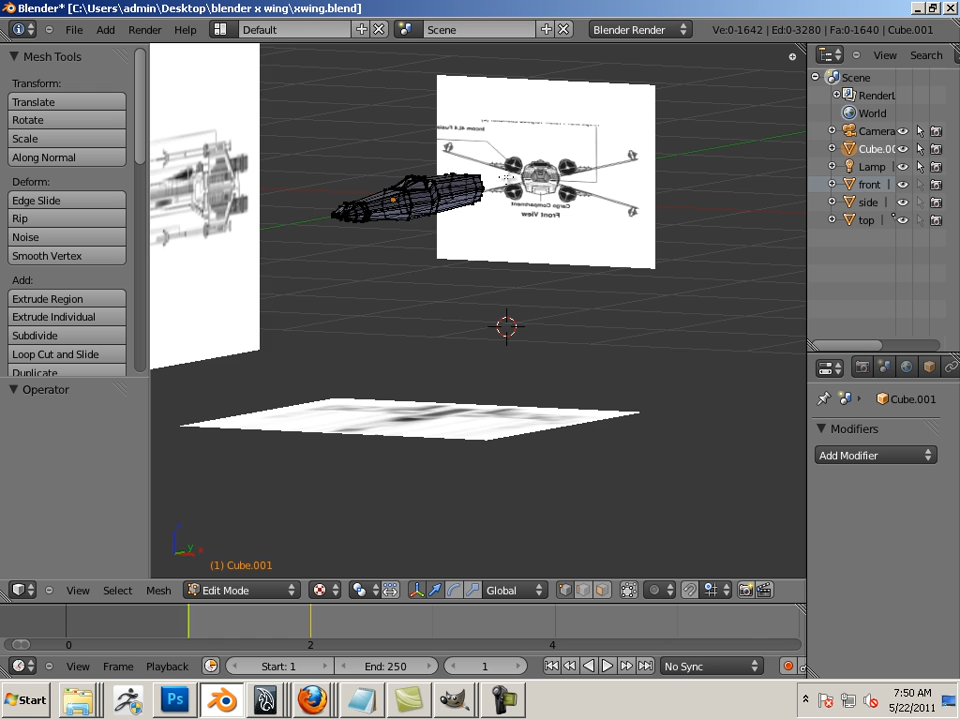 Blender* [C:\Users\admin\Desktop\blender x wing\xwing.blend]
File Add Render Help Default Scene Blender Render Ve:0-1642 | Ed:0-3280 | Fa:0-1640 | Cube.001
Mesh Tools
Transform:
Translate
Rotate
Scale
Along Normal
Deform:
Edge Slide
Rip
Noise
Smooth Vertex
Add:
Extrude Region
Extrude Individual
Subdivide
Loop Cut and Slide
Duplicate
Operator
Cargo Compartment
Front View
(1) Cube.001
View Search
Scene
RenderL
World
Camera
Cube.00
Lamp
front
side
top
Cube.001
Modifiers
Add Modifier
View Select Mesh Edit Mode Global
0 2 4
View Frame Playback Start: 1 End: 250 1 No Sync
Start Ps 7:50 AM
5/22/2011